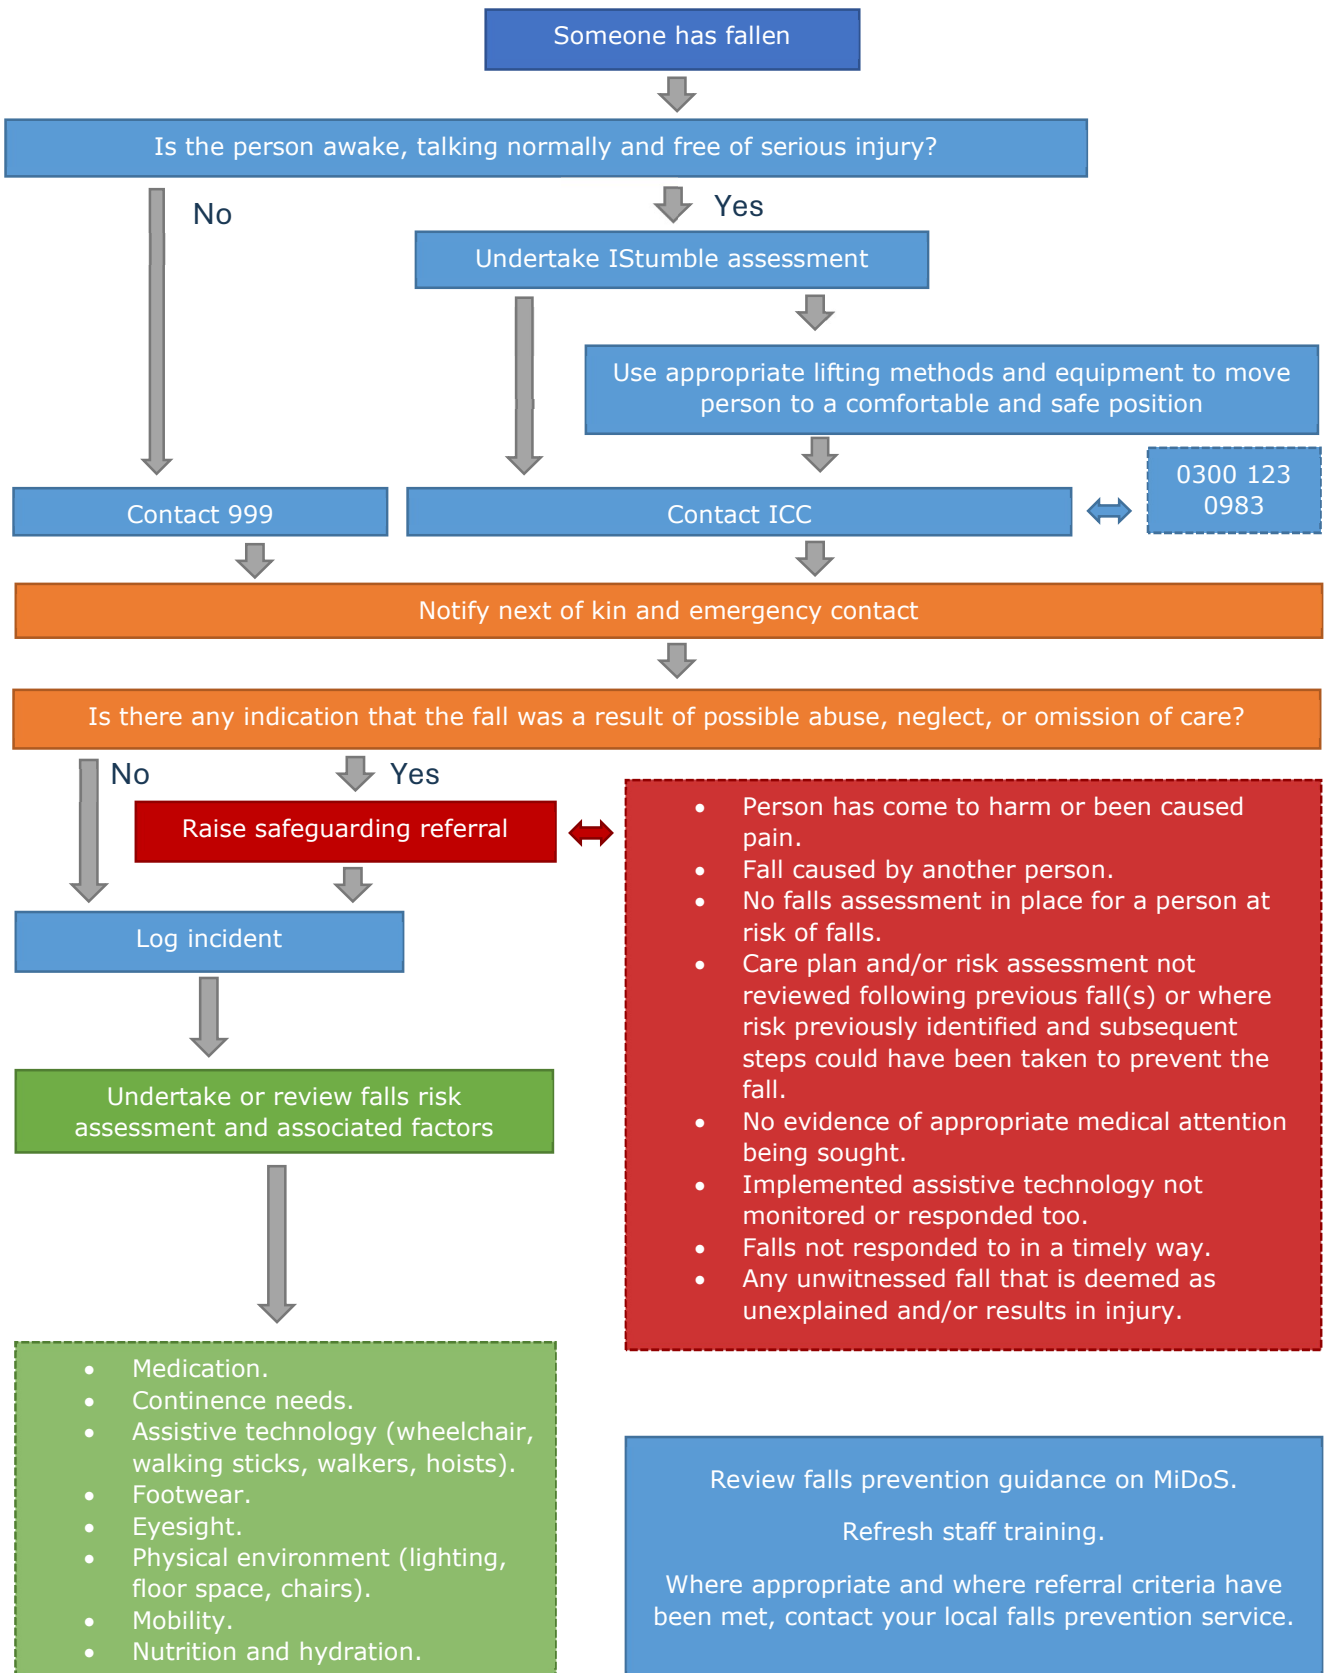 Someone has fallen
Is the person awake, talking normally and free of serious injury?
No
Yes
Undertake IStumble assessment
Use appropriate lifting methods and equipment to move
person to a comfortable and safe position
0300 123
0983
Contact 999
Contact ICC
Notify next of kin and emergency contact
Is there any indication that the fall was a result of possible abuse, neglect, or omission of care?
No
Yes
Raise safeguarding referral
• Person has come to harm or been caused
pain.
• Fall caused by another person.
• No falls assessment in place for a person at
risk of falls.
• Care plan and/or risk assessment not
reviewed following previous fall(s) or where
risk previously identified and subsequent
steps could have been taken to prevent the
fall.
• No evidence of appropriate medical attention
being sought.
• Implemented assistive technology not
monitored or responded too.
• Falls not responded to in a timely way.
• Any unwitnessed fall that is deemed as
unexplained and/or results in injury.
Log incident
Undertake or review falls risk
assessment and associated factors
• Medication.
• Continence needs.
• Assistive technology (wheelchair,
walking sticks, walkers, hoists).
• Footwear.
• Eyesight.
• Physical environment (lighting,
floor space, chairs).
• Mobility.
• Nutrition and hydration.
Review falls prevention guidance on MiDoS.
Refresh staff training.
Where appropriate and where referral criteria have
been met, contact your local falls prevention service.